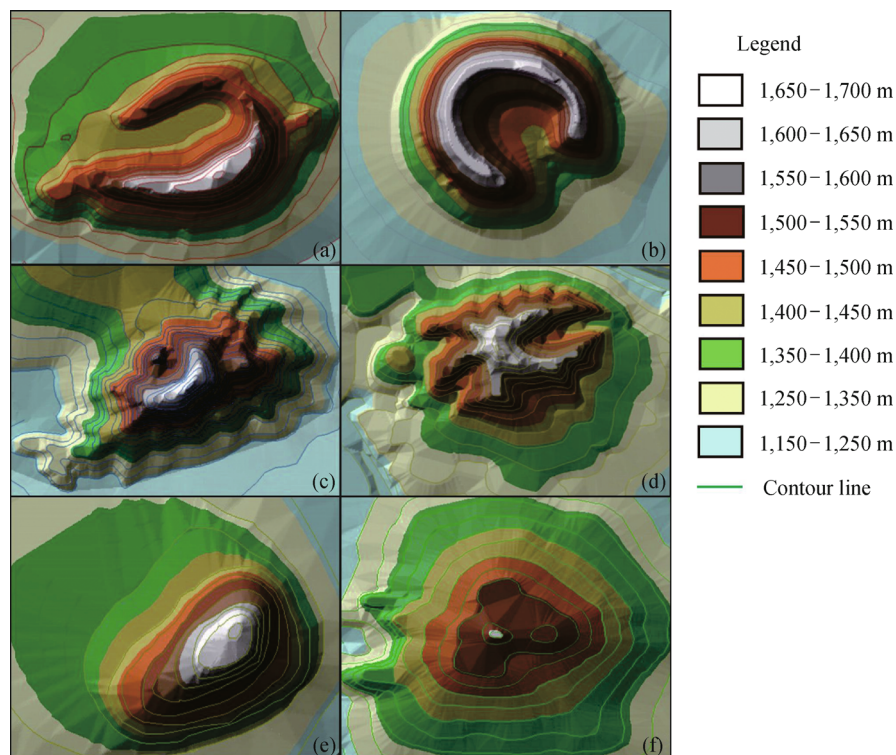 Legend
1,650−1,700 m
1,600−1,650 m
1,550−1,600 m
1,500−1,550 m
1,450−1,500 m
1,400−1,450 m
1,350−1,400 m
1,250−1,350 m
1,150−1,250 m
Contour line
(a)
(b)
(c)
(d)
(e)
(f)